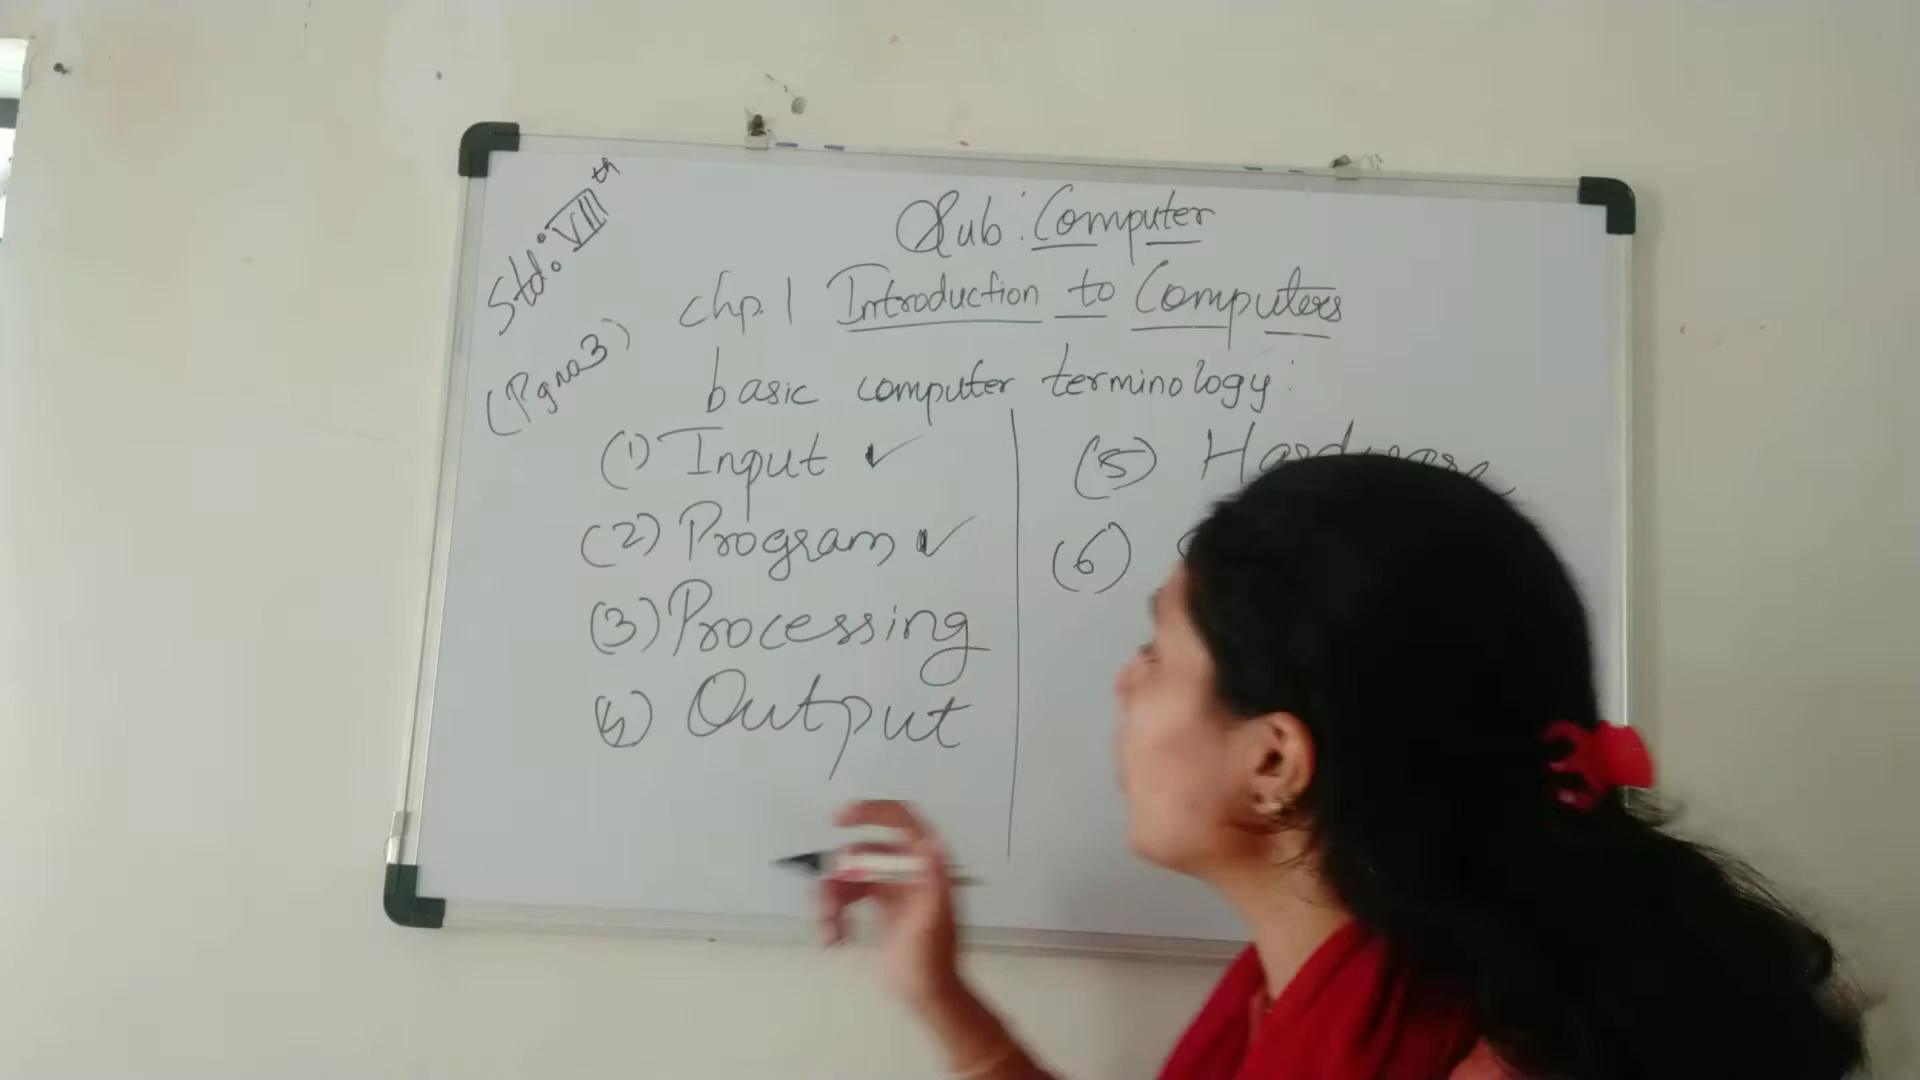 Std: VIIIth
(Pg no 3)
Sub: Computer
chp. 1 Introduction to Computers
basic computer terminology:
(1) Input ✓
(2) Program ✓
(3) Processing
(4) Output
(5) Hardware
(6)